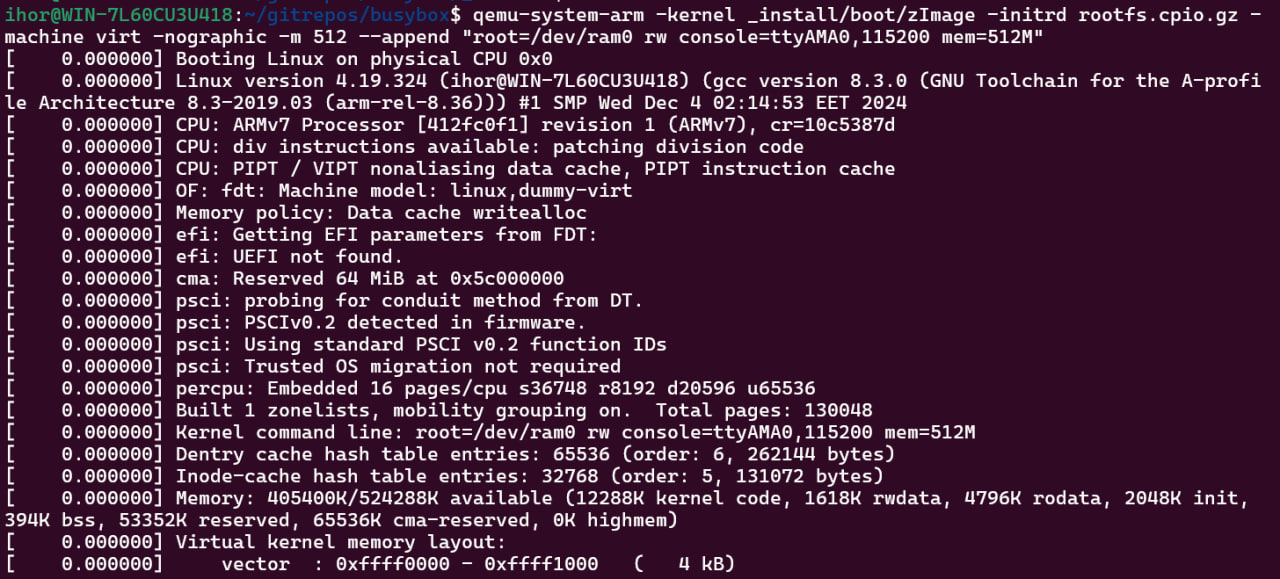 ihor@WIN-7L60CU3U418:~/gitrepos/busybox$ qemu-system-arm -kernel _install/boot/zImage -initrd rootfs.cpio.gz -
machine virt -nographic -m 512 --append "root=/dev/ram0 rw console=ttyAMA0,115200 mem=512M"
[    0.000000] Booting Linux on physical CPU 0x0
[    0.000000] Linux version 4.19.324 (ihor@WIN-7L60CU3U418) (gcc version 8.3.0 (GNU Toolchain for the A-profi
le Architecture 8.3-2019.03 (arm-rel-8.36))) #1 SMP Wed Dec 4 02:14:53 EET 2024
[    0.000000] CPU: ARMv7 Processor [412fc0f1] revision 1 (ARMv7), cr=10c5387d
[    0.000000] CPU: div instructions available: patching division code
[    0.000000] CPU: PIPT / VIPT nonaliasing data cache, PIPT instruction cache
[    0.000000] OF: fdt: Machine model: linux,dummy-virt
[    0.000000] Memory policy: Data cache writealloc
[    0.000000] efi: Getting EFI parameters from FDT:
[    0.000000] efi: UEFI not found.
[    0.000000] cma: Reserved 64 MiB at 0x5c000000
[    0.000000] psci: probing for conduit method from DT.
[    0.000000] psci: PSCIv0.2 detected in firmware.
[    0.000000] psci: Using standard PSCI v0.2 function IDs
[    0.000000] psci: Trusted OS migration not required
[    0.000000] percpu: Embedded 16 pages/cpu s36748 r8192 d20596 u65536
[    0.000000] Built 1 zonelists, mobility grouping on.  Total pages: 130048
[    0.000000] Kernel command line: root=/dev/ram0 rw console=ttyAMA0,115200 mem=512M
[    0.000000] Dentry cache hash table entries: 65536 (order: 6, 262144 bytes)
[    0.000000] Inode-cache hash table entries: 32768 (order: 5, 131072 bytes)
[    0.000000] Memory: 405400K/524288K available (12288K kernel code, 1618K rwdata, 4796K rodata, 2048K init,
394K bss, 53352K reserved, 65536K cma-reserved, 0K highmem)
[    0.000000] Virtual kernel memory layout:
[    0.000000]     vector  : 0xffff0000 - 0xffff1000   (   4 kB)